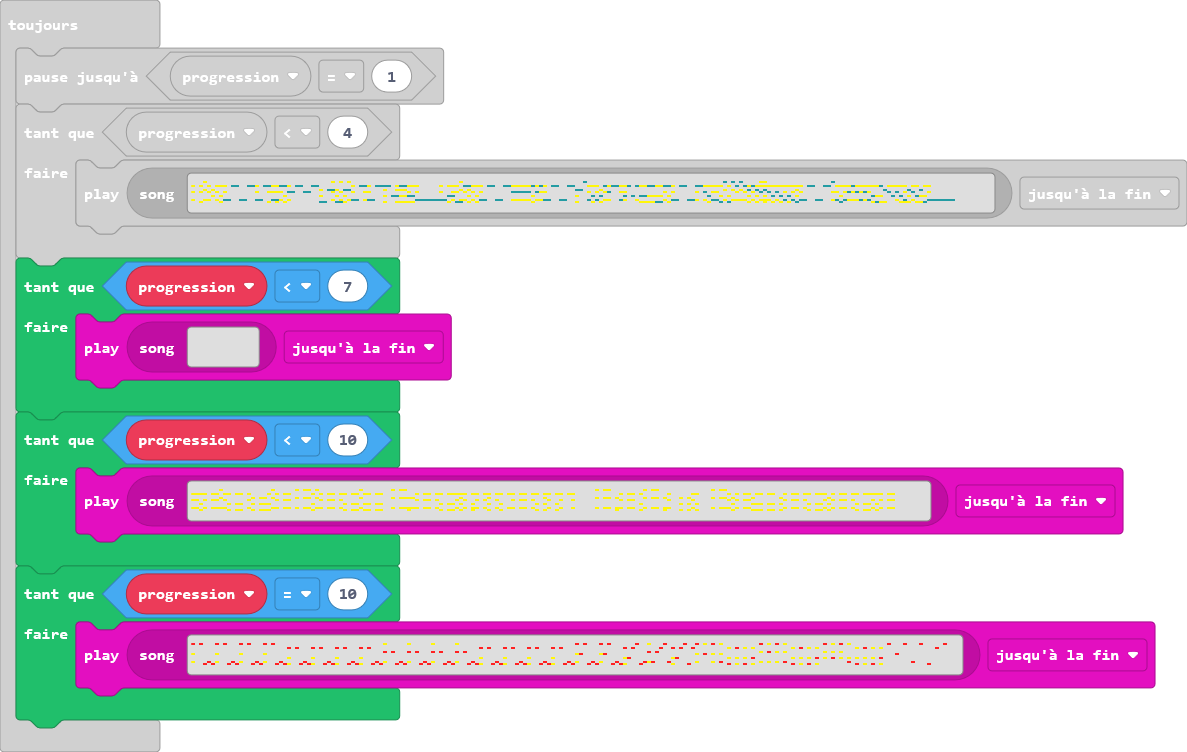 toujours
pause jusqu'à progression = 1
tant que progression < 4
faire
play song jusqu'à la fin
tant que progression < 7
faire
play song jusqu'à la fin
tant que progression < 10
faire
play song jusqu'à la fin
tant que progression = 10
faire
play song jusqu'à la fin